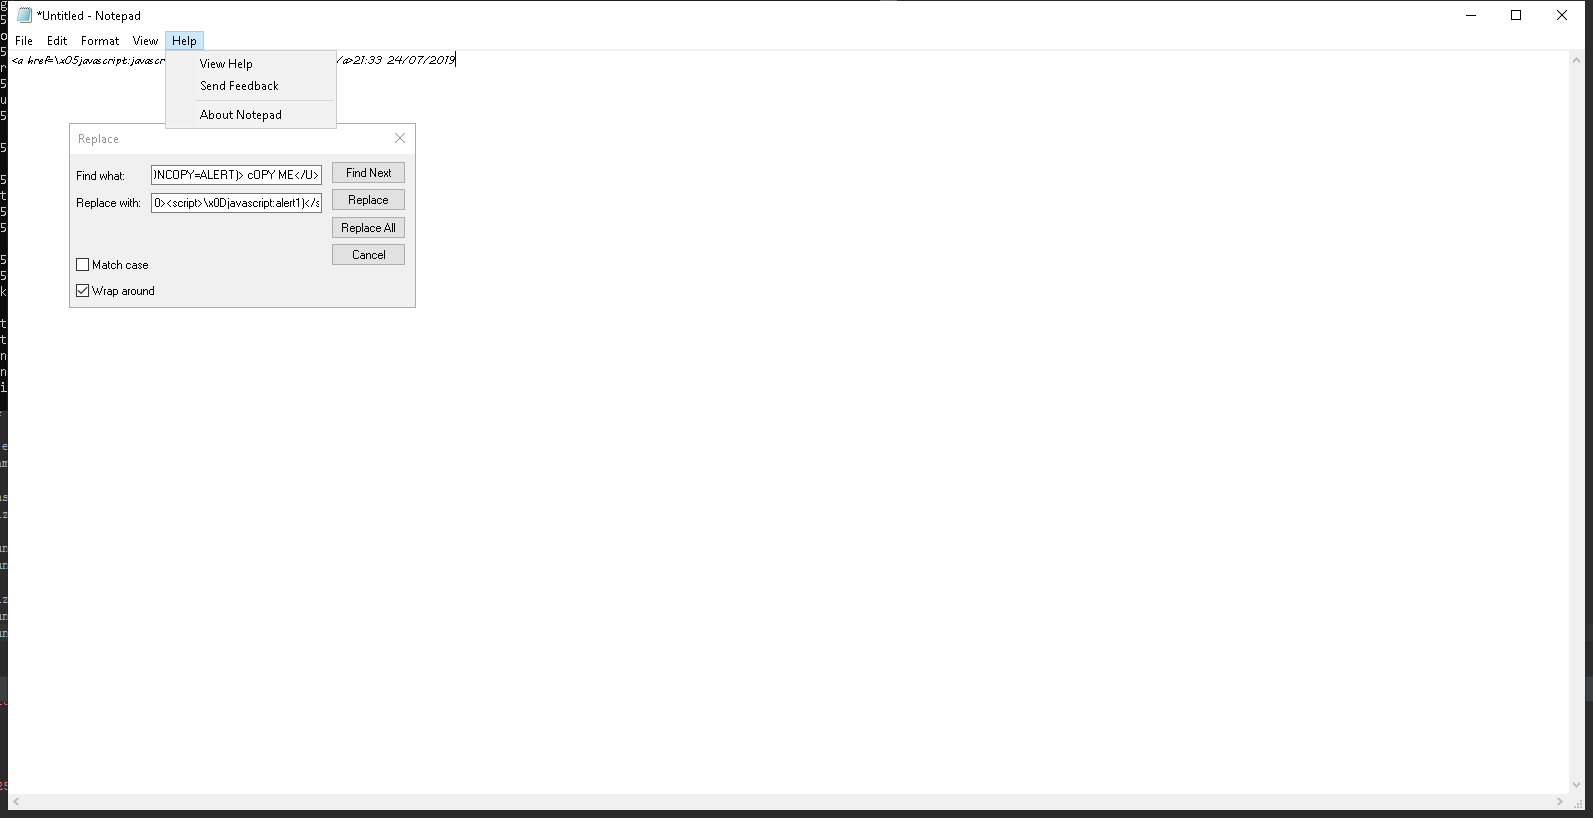 *Untitled - Notepad
File Edit Format View Help
<a href=\x05javascript:javascr /a>21:33 24/07/2019
View Help
Send Feedback
About Notepad
Replace
Find what: )NCOPY=ALERT)> cOPY ME</U> Find Next
Replace with: 0><script>\x0Djavascript:alert1)</s Replace
Replace All
Cancel
Match case
Wrap around